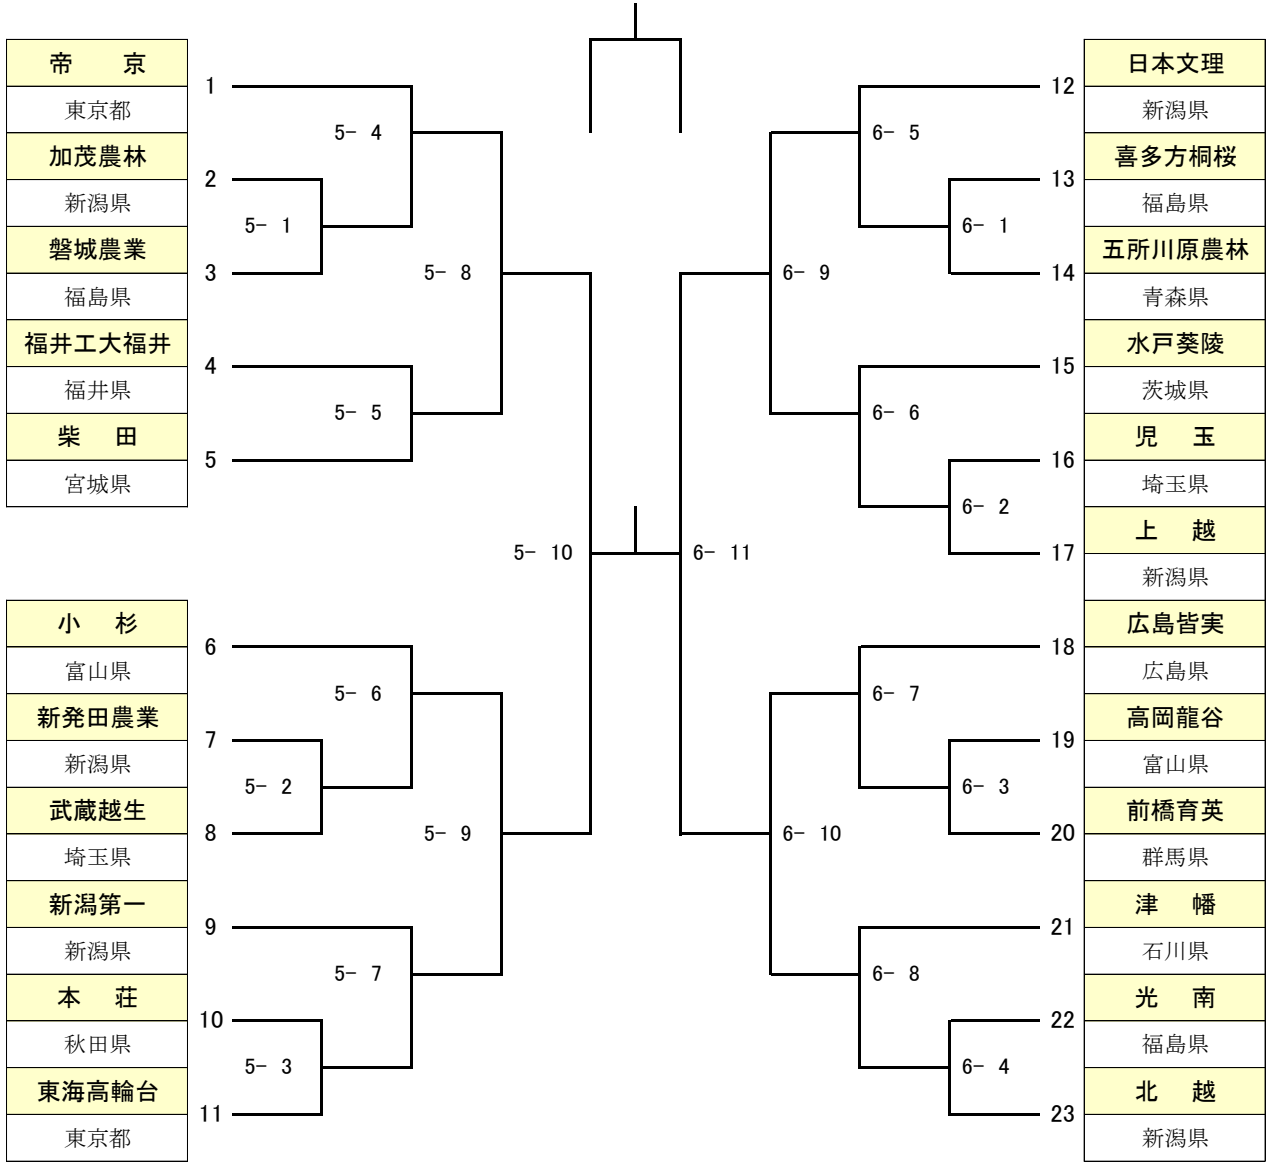 帝 京
東京都
1
加茂農林
新潟県
2
磐城農業
福島県
3
福井工大福井
福井県
4
柴 田
宮城県
5
小 杉
富山県
6
新発田農業
新潟県
7
武蔵越生
埼玉県
8
新潟第一
新潟県
9
本 荘
秋田県
10
東海高輪台
東京都
11
5- 4
5- 1
5- 8
5- 5
5- 10
5- 6
5- 2
5- 9
5- 7
5- 3
6- 5
6- 1
6- 9
6- 6
6- 2
6- 11
6- 7
6- 3
6- 10
6- 8
6- 4
12
日本文理
新潟県
13
喜多方桐桜
福島県
14
五所川原農林
青森県
15
水戸葵陵
茨城県
16
児 玉
埼玉県
17
上 越
新潟県
18
広島皆実
広島県
19
高岡龍谷
富山県
20
前橋育英
群馬県
21
津 幡
石川県
22
光 南
福島県
23
北 越
新潟県